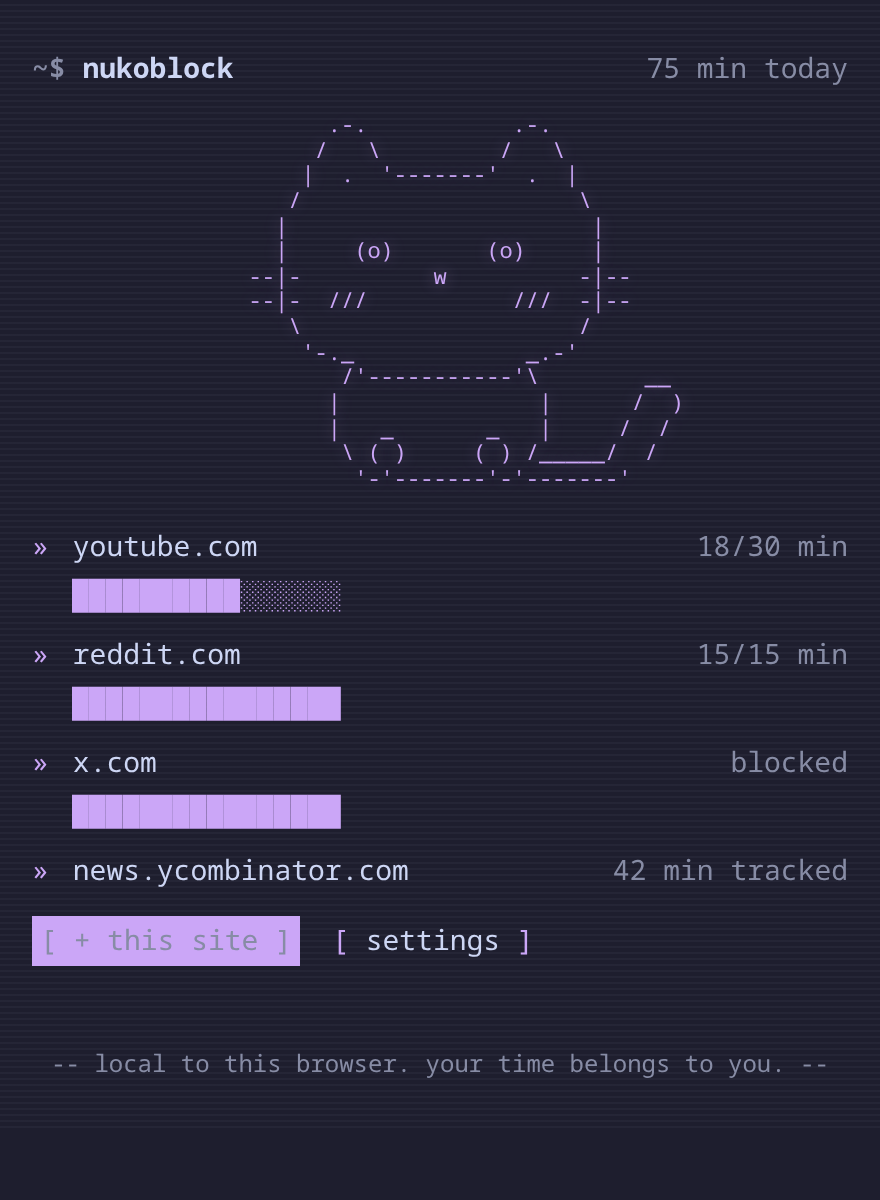 ~$ nukoblock 75 min today
» youtube.com 18/30 min
» reddit.com 15/15 min
» x.com blocked
» news.ycombinator.com 42 min tracked
[ + this site ] [ settings ]
-- local to this browser. your time belongs to you. --